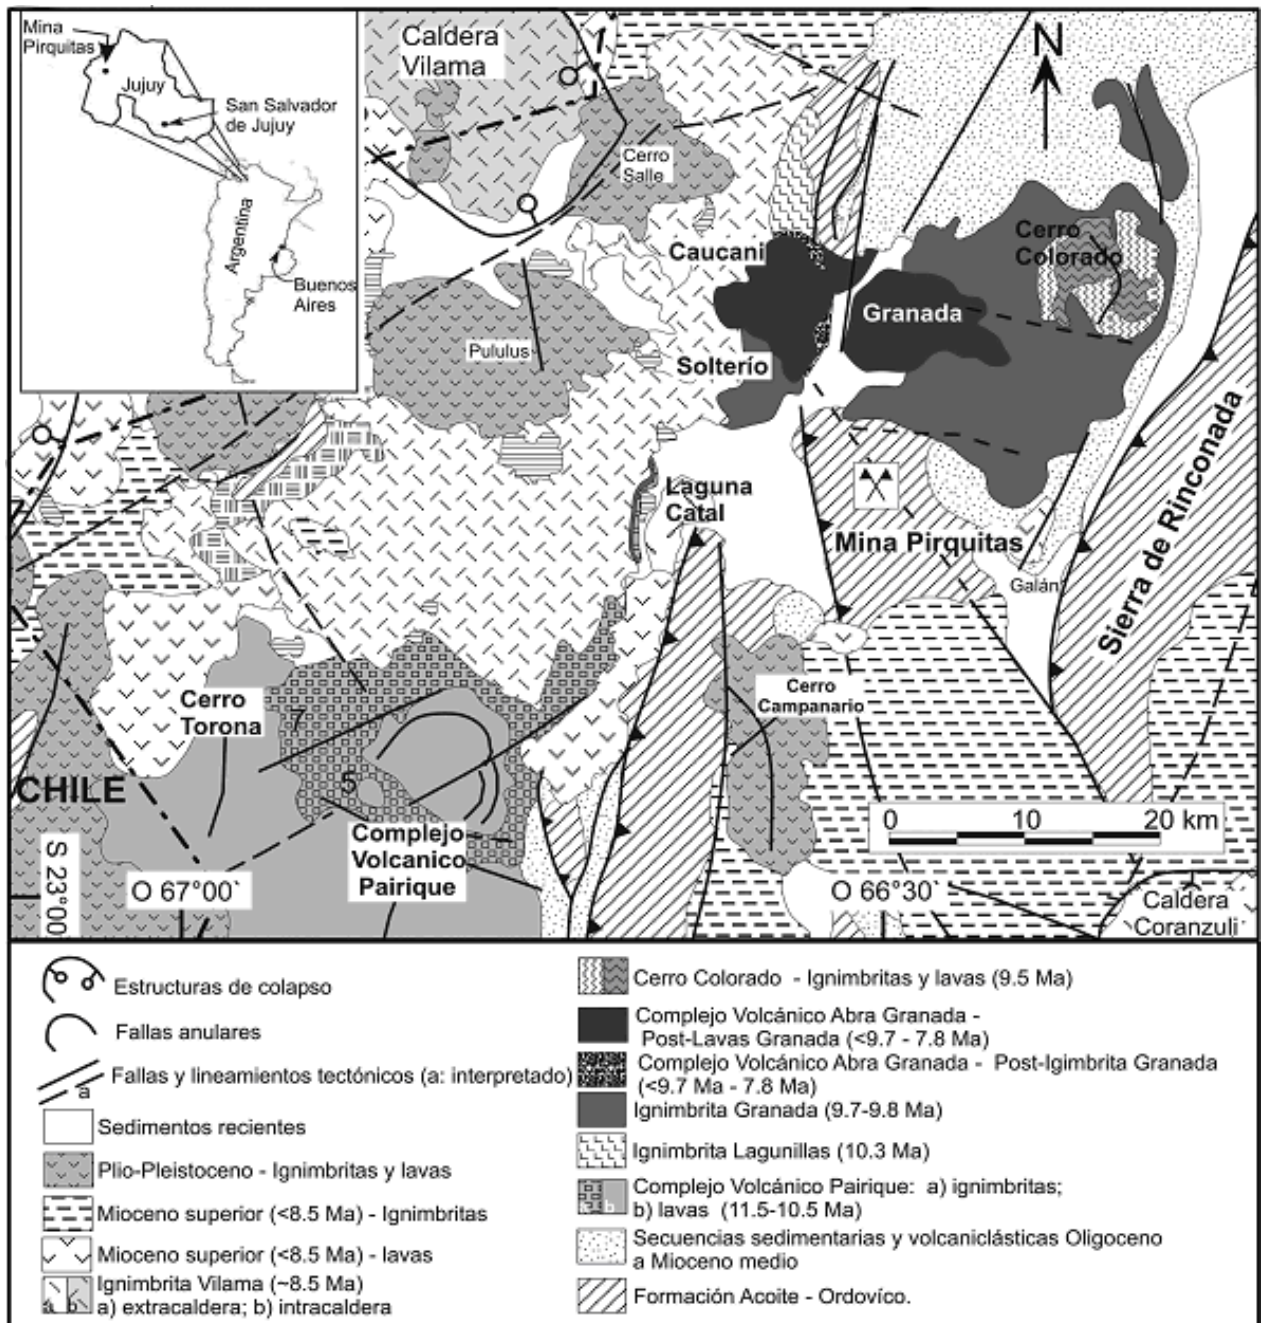 Mina
Pirquitas
Jujuy
San Salvador
de Jujuy
Argentina
Buenos
Aires
Caldera
Vilama
N
Cerro
Salle
Caucani
Cerro
Colorado
Granada
Pululus
Solterío
Laguna
Catal
Mina Pirquitas
Galán
Sierra de Rinconada
Cerro
Torona
7
5
Cerro
Campanario
CHILE
Complejo
Volcanico
Pairique
0 10 20 km
S 23°00`
O 67°00`
O 66°30`
Caldera
Coranzulí
Estructuras de colapso
Fallas anulares
Fallas y lineamientos tectónicos (a: interpretado)
a
Sedimentos recientes
Plio-Pleistoceno - Ignimbritas y lavas
Mioceno superior (<8.5 Ma) - Ignimbritas
Mioceno superior (<8.5 Ma) - lavas
Ignimbrita Vilama (~8.5 Ma)
a b a) extracaldera; b) intracaldera
Cerro Colorado - Ignimbritas y lavas (9.5 Ma)
Complejo Volcánico Abra Granada -
Post-Lavas Granada (<9.7 - 7.8 Ma)
Complejo Volcánico Abra Granada - Post-Igimbrita Granada
(<9.7 Ma - 7.8 Ma)
Ignimbrita Granada (9.7-9.8 Ma)
Ignimbrita Lagunillas (10.3 Ma)
Complejo Volcánico Pairique: a) ignimbritas;
a b b) lavas (11.5-10.5 Ma)
Secuencias sedimentarias y volcaniclásticas Oligoceno
a Mioceno medio
Formación Acoite - Ordovíco.